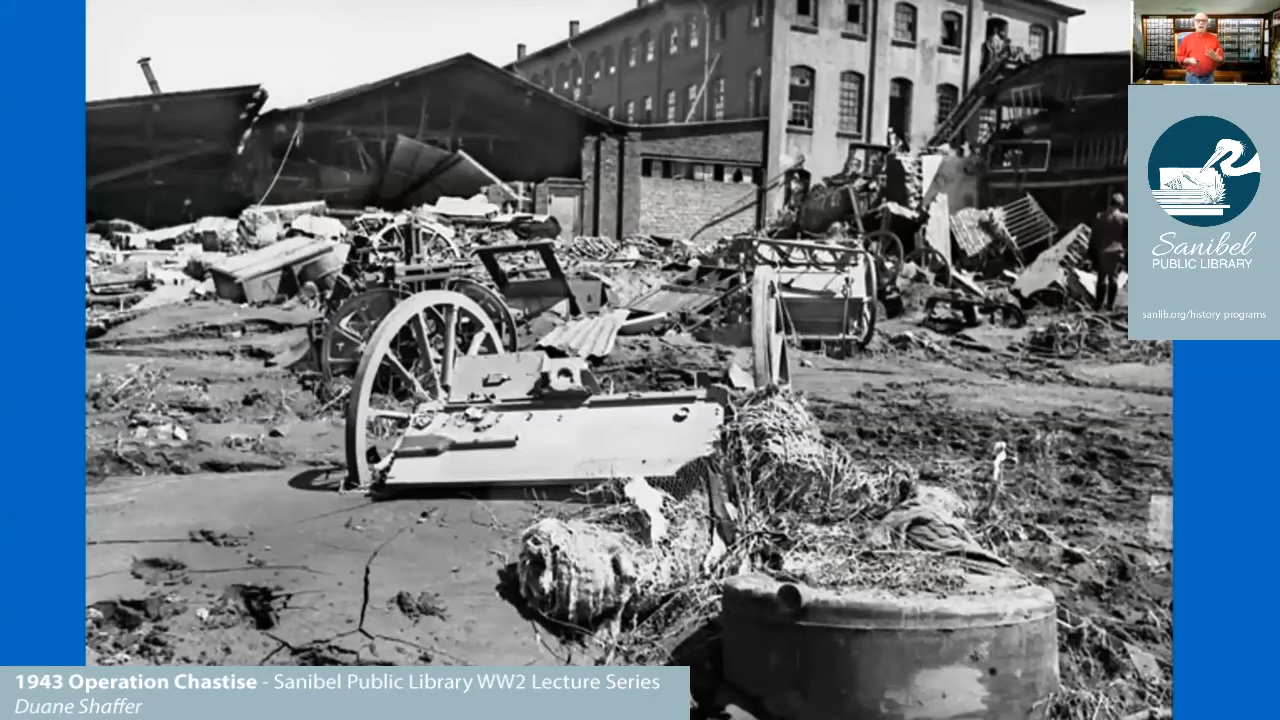 Sanibel
PUBLIC LIBRARY
sanlib.org/history-programs
1943 Operation Chastise - Sanibel Public Library WW2 Lecture Series
Duane Shaffer